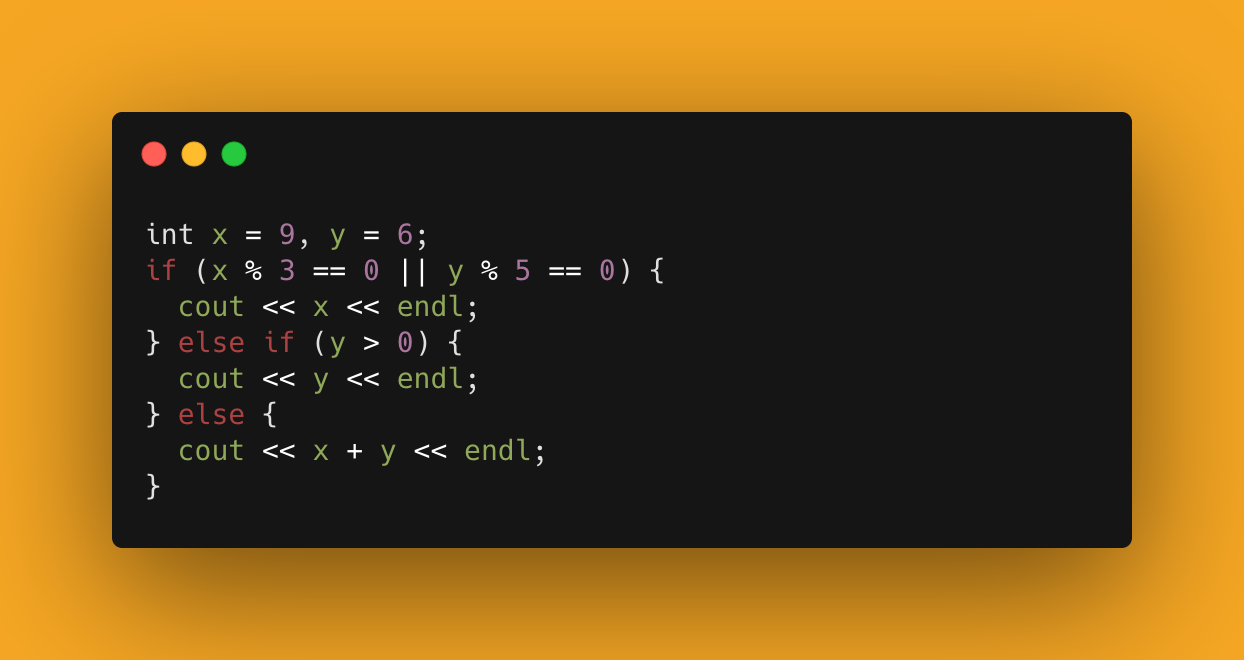 int x = 9, y = 6;
if (x % 3 == 0 || y % 5 == 0) {
  cout << x << endl;
} else if (y > 0) {
  cout << y << endl;
} else {
  cout << x + y << endl;
}